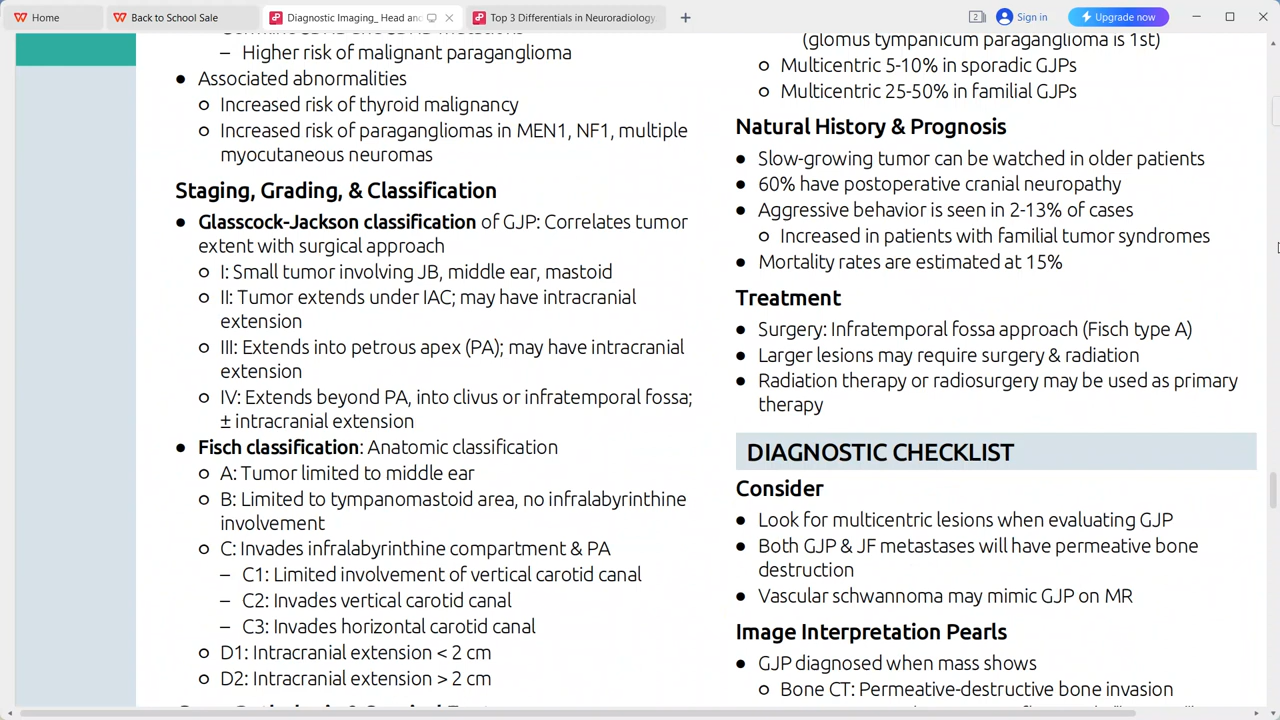 Home
Back to School Sale
Diagnostic Imaging_ Head an
Top 3 Differentials in Neuroradiology
2
Sign in
Upgrade now
– Higher risk of malignant paraganglioma
● Associated abnormalities
o Increased risk of thyroid malignancy
o Increased risk of paragangliomas in MEN1, NF1, multiple
myocutaneous neuromas
Staging, Grading, & Classification
● Glasscock-Jackson classification of GJP: Correlates tumor
extent with surgical approach
o I: Small tumor involving JB, middle ear, mastoid
o II: Tumor extends under IAC; may have intracranial
extension
o III: Extends into petrous apex (PA); may have intracranial
extension
o IV: Extends beyond PA, into clivus or infratemporal fossa;
± intracranial extension
● Fisch classification: Anatomic classification
o A: Tumor limited to middle ear
o B: Limited to tympanomastoid area, no infralabyrinthine
involvement
o C: Invades infralabyrinthine compartment & PA
– C1: Limited involvement of vertical carotid canal
– C2: Invades vertical carotid canal
– C3: Invades horizontal carotid canal
o D1: Intracranial extension < 2 cm
o D2: Intracranial extension > 2 cm
(glomus tympanicum paraganglioma is 1st)
o Multicentric 5-10% in sporadic GJPs
o Multicentric 25-50% in familial GJPs
Natural History & Prognosis
● Slow-growing tumor can be watched in older patients
● 60% have postoperative cranial neuropathy
● Aggressive behavior is seen in 2-13% of cases
o Increased in patients with familial tumor syndromes
● Mortality rates are estimated at 15%
Treatment
● Surgery: Infratemporal fossa approach (Fisch type A)
● Larger lesions may require surgery & radiation
● Radiation therapy or radiosurgery may be used as primary
therapy
DIAGNOSTIC CHECKLIST
Consider
● Look for multicentric lesions when evaluating GJP
● Both GJP & JF metastases will have permeative bone
destruction
● Vascular schwannoma may mimic GJP on MR
Image Interpretation Pearls
● GJP diagnosed when mass shows
o Bone CT: Permeative-destructive bone invasion